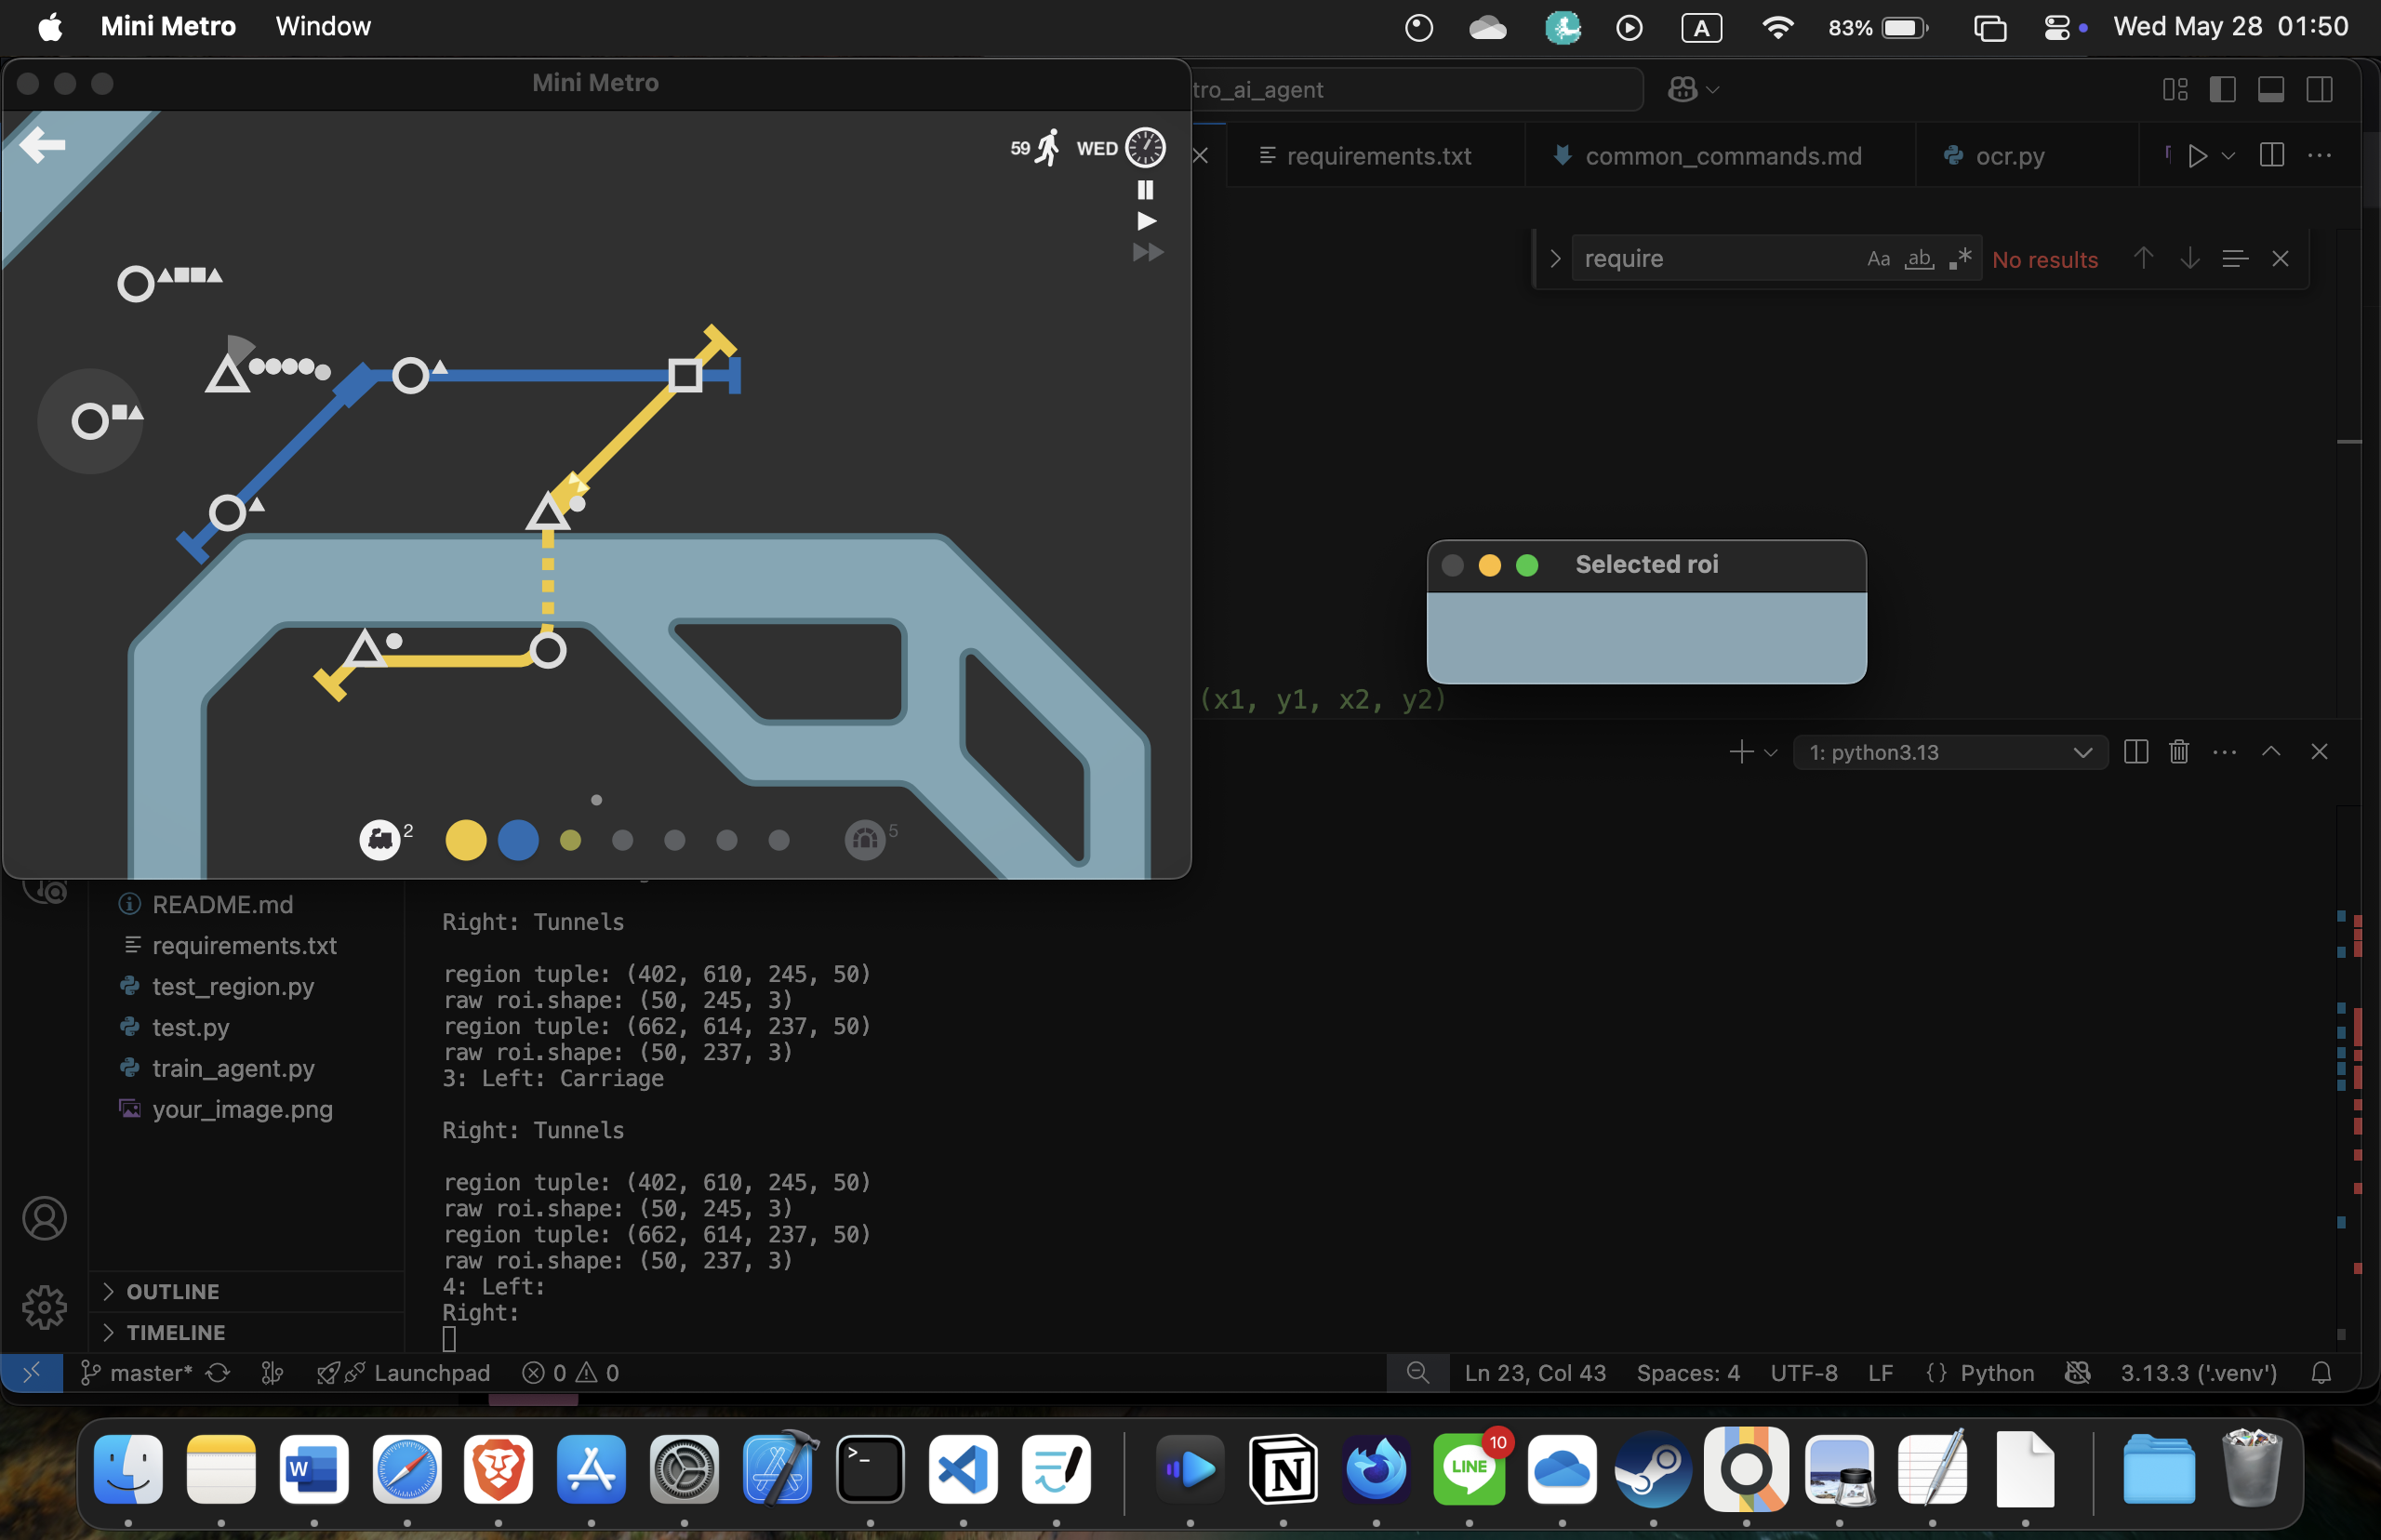 Mini Metro Window
A 83% Wed May 28 01:50
Mini Metro
59 WED
2 5
tro_ai_agent
requirements.txt common_commands.md ocr.py
require Aa ab No results
(x1, y1, x2, y2)
Selected roi
1: python3.13
README.md
requirements.txt
test_region.py
test.py
train_agent.py
your_image.png
OUTLINE
TIMELINE
Right: Tunnels
region tuple: (402, 610, 245, 50)
raw roi.shape: (50, 245, 3)
region tuple: (662, 614, 237, 50)
raw roi.shape: (50, 237, 3)
3: Left: Carriage
Right: Tunnels
region tuple: (402, 610, 245, 50)
raw roi.shape: (50, 245, 3)
region tuple: (662, 614, 237, 50)
raw roi.shape: (50, 237, 3)
4: Left:
Right:
master* Launchpad 0 0 Ln 23, Col 43 Spaces: 4 UTF-8 LF {} Python 3.13.3 ('.venv')
W >_ N LINE 10